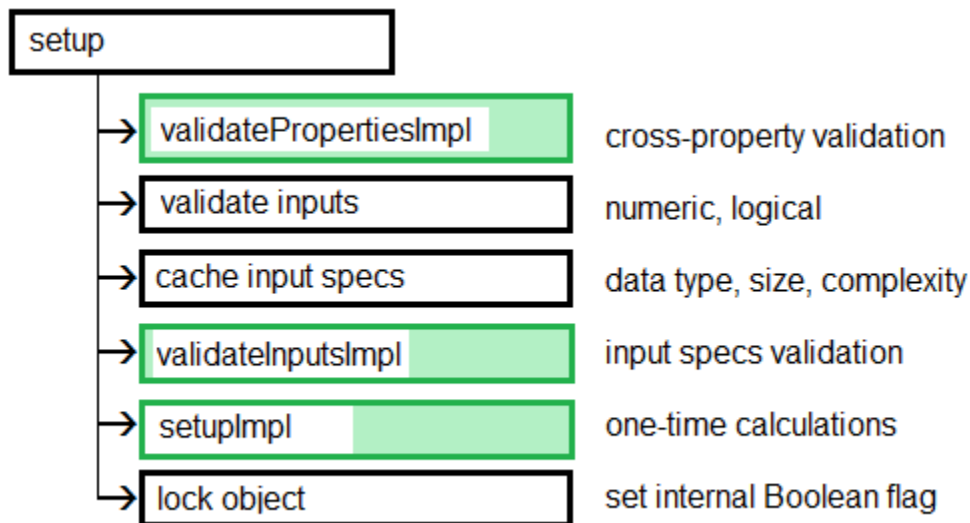 setup
validatePropertiesImpl cross-property validation
validate inputs numeric, logical
cache input specs data type, size, complexity
validateInputsImpl input specs validation
setupImpl one-time calculations
lock object set internal Boolean flag